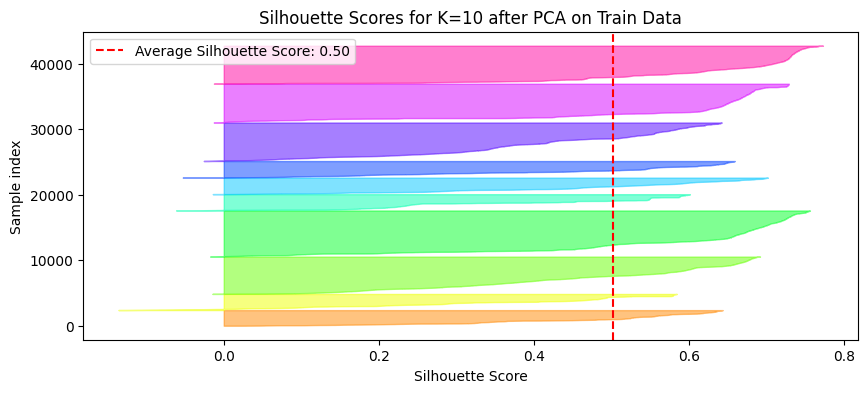 Silhouette Scores for K=10 after PCA on Train Data
Average Silhouette Score: 0.50
Sample index
40000
30000
20000
10000
0
0.0 0.2 0.4 0.6 0.8
Silhouette Score